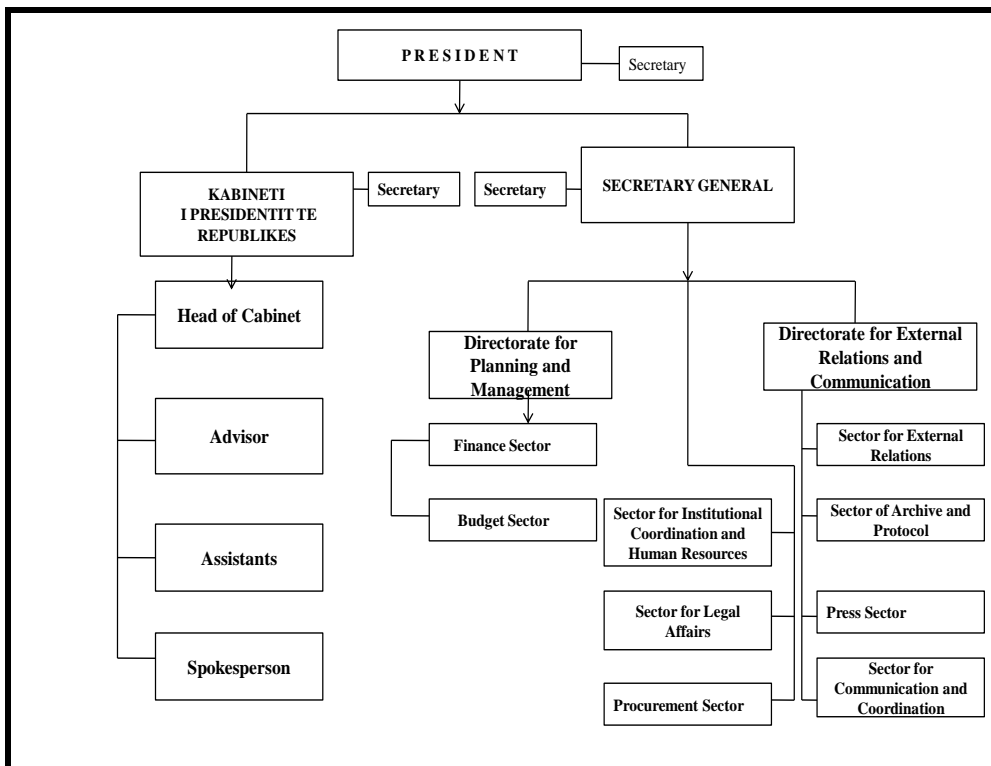 P R E S I D E N T
Secretary
KABINETI
I PRESIDENTIT TE
REPUBLIKES
Secretary
Secretary
SECRETARY GENERAL
Head of Cabinet
Advisor
Assistants
Spokesperson
Directorate for
Planning and
Management
Finance Sector
Budget Sector
Sector for Institutional
Coordination and
Human Resources
Sector for Legal
Affairs
Procurement Sector
Directorate for External
Relations and
Communication
Sector for External
Relations
Sector of Archive and
Protocol
Press Sector
Sector for
Communication and
Coordination